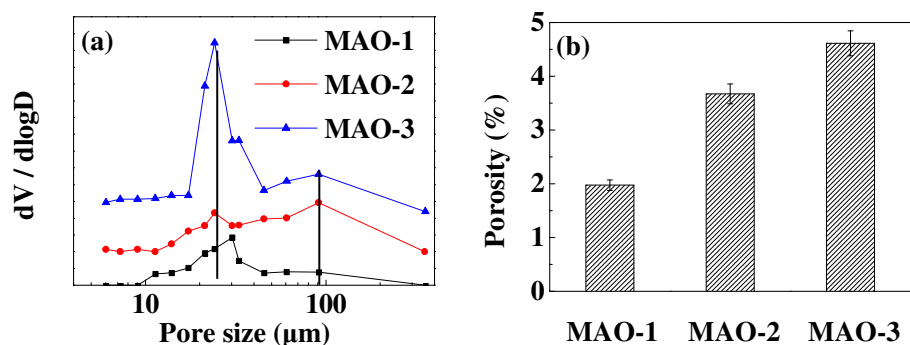 (a)
MAO-1
MAO-2
MAO-3
dV / dlogD
10
100
Pore size (μm)
(b)
Porosity (%)
5
4
3
2
1
0
MAO-1
MAO-2
MAO-3